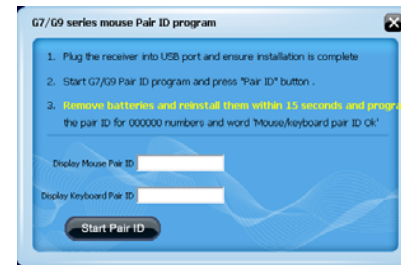 G7/G9 series mouse Pair ID program
1. Plug the receiver into USB port and ensure installation is complete
2. Start G7/G9 Pair ID program and press "Pair ID" button .
3. Remove batteries and reinstall them within 15 seconds and progra
the pair ID for 000000 numbers and word 'Mouse/keyboard pair ID Ok'
Display Mouse Pair ID
Display Keyboard Pair ID
Start Pair ID